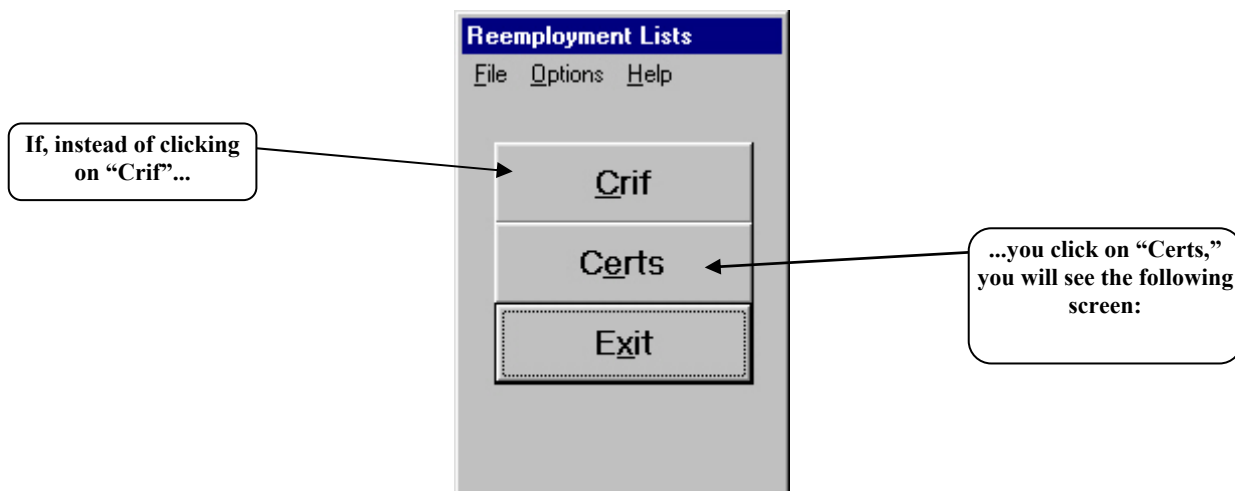 Reemployment Lists
File Options Help
If, instead of clicking
on “Crif”...
Crif
Certs
...you click on “Certs,”
you will see the following
screen:
Exit